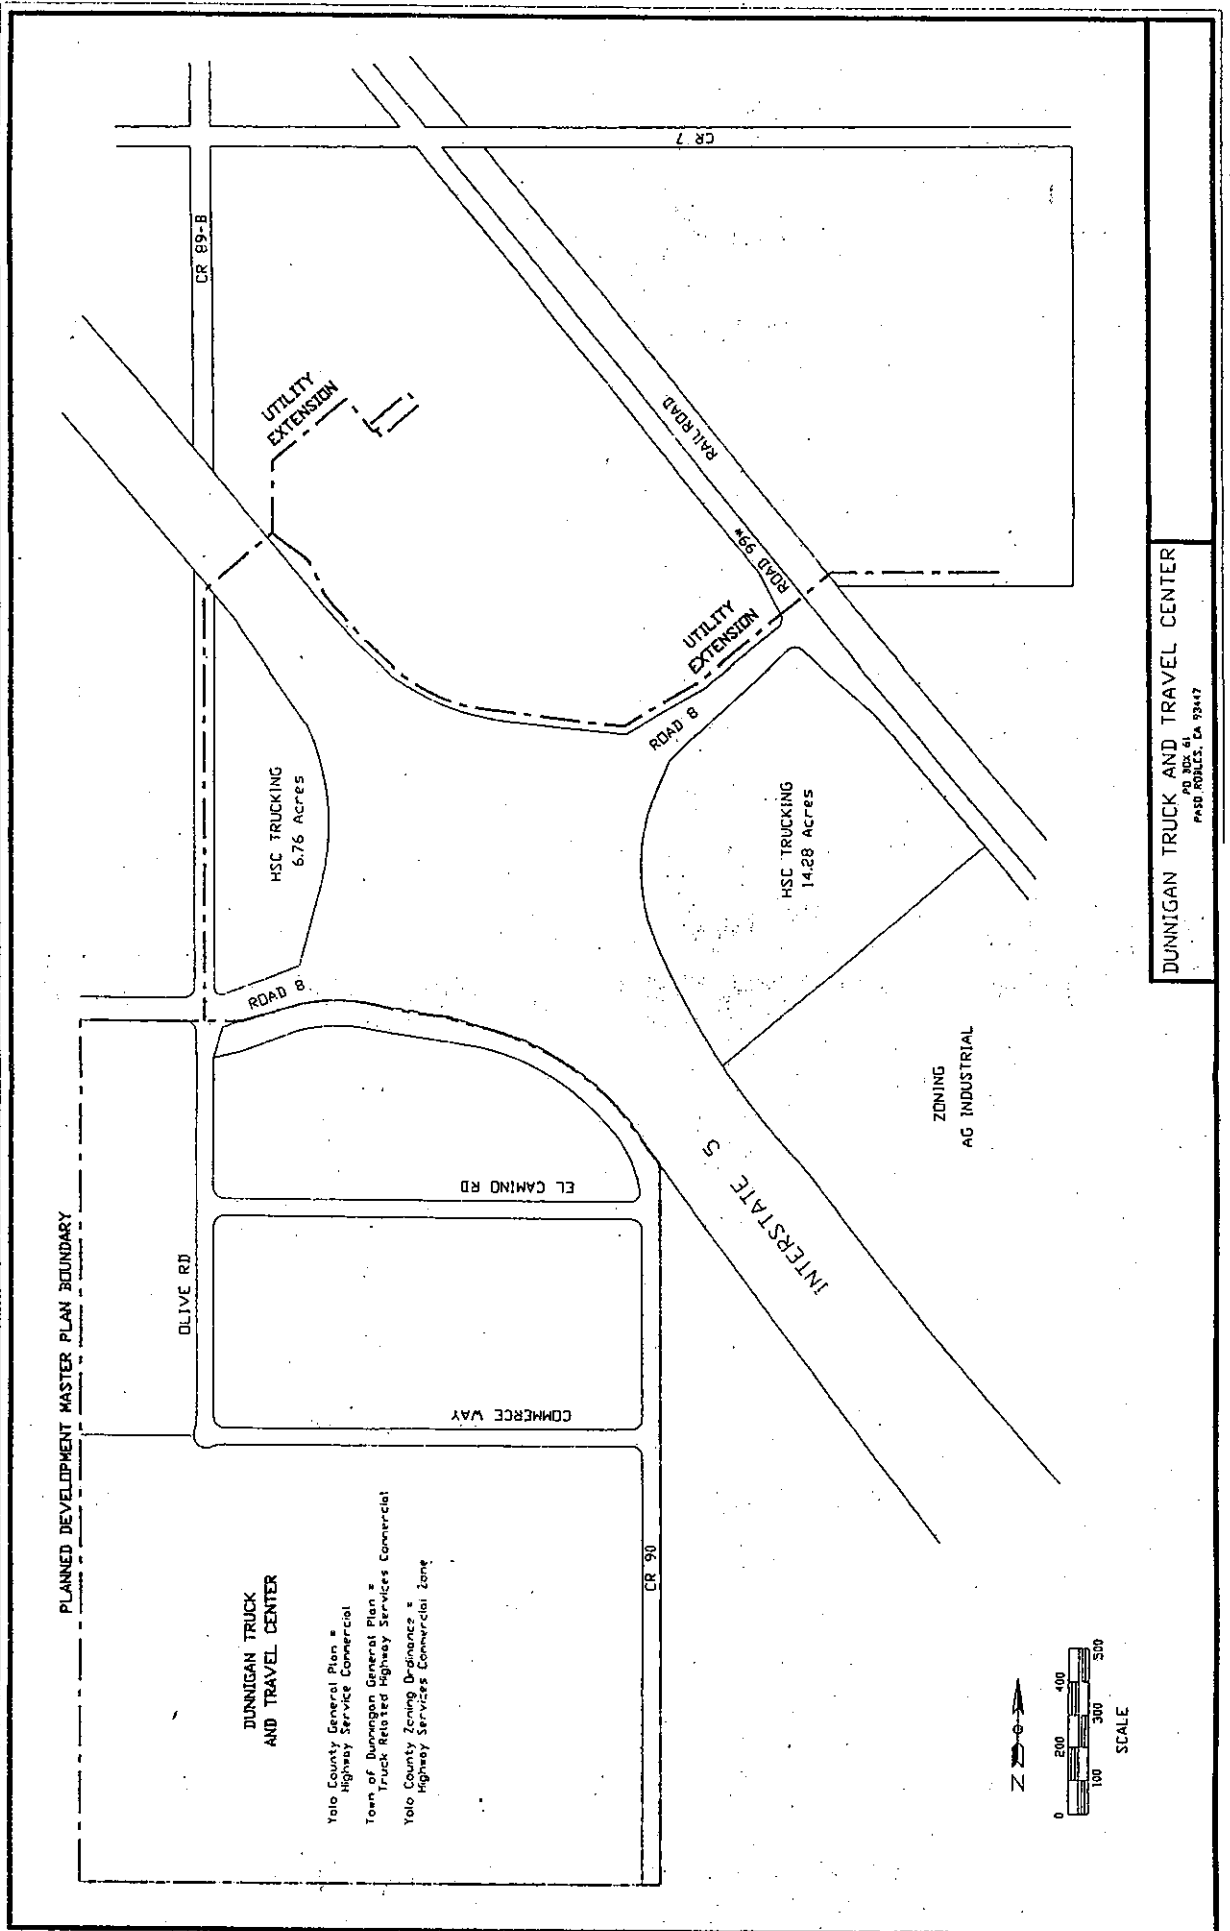 PLANNED DEVELOPMENT MASTER PLAN BOUNDARY
OLIVE RD
CR 89-B
UTILITY
EXTENSION
HSC TRUCKING
6.76 Acres
ROAD 8
EL CAMINO RD
COMMERCE WAY
DUNNIGAN TRUCK
AND TRAVEL CENTER
Yolo County General Plan =
Highway Service Commercial
Town of Dunnigan General Plan =
Truck Related Highway Services Commercial
Yolo County Zoning Ordinance =
Highway Services Commercial Zone
CR 90
INTERSTATE 5
ROAD 8
UTILITY
EXTENSION
HSC TRUCKING
14.28 Acres
ROAD 99W
RAILROAD
CR 7
ZONING
AG INDUSTRIAL
N
0 200 400
100 300 500
SCALE
DUNNIGAN TRUCK AND TRAVEL CENTER
PO BOX 61
PASO ROBLES, CA 93447